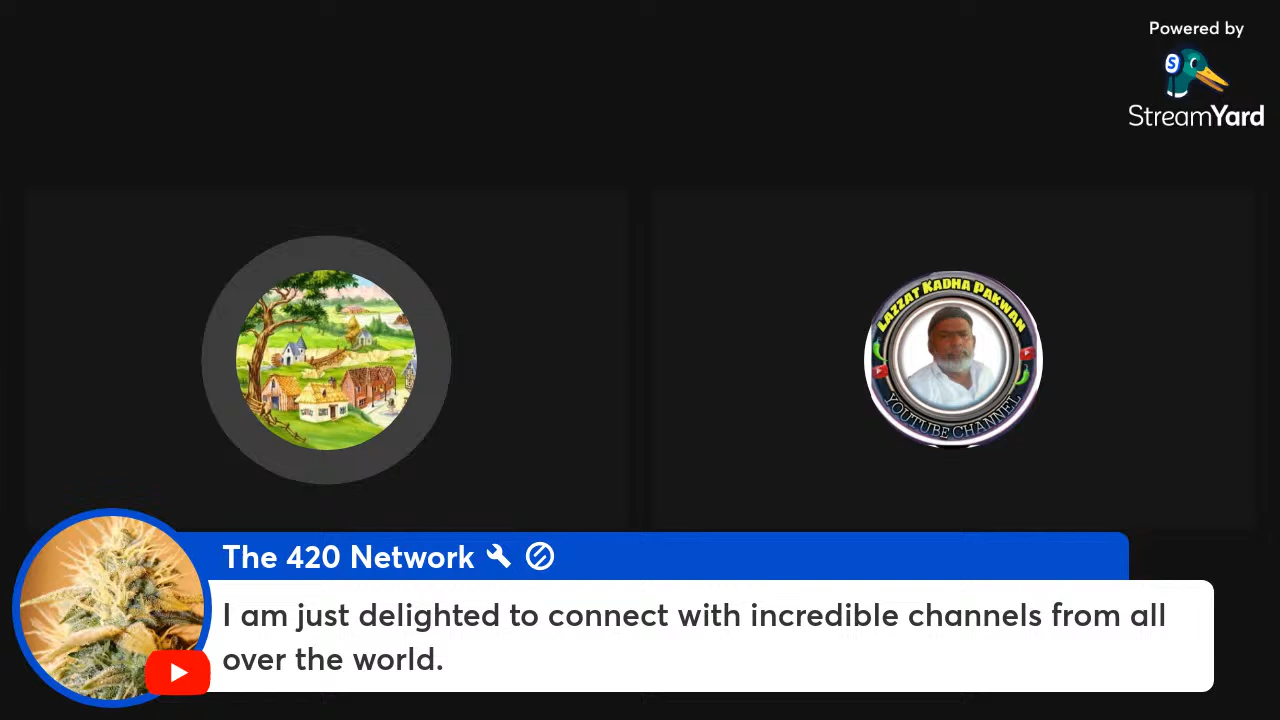 Powered by
StreamYard
LAZZAT KADHA PAKWAN
YOUTUBE CHANNEL
The 420 Network
I am just delighted to connect with incredible channels from all
over the world.